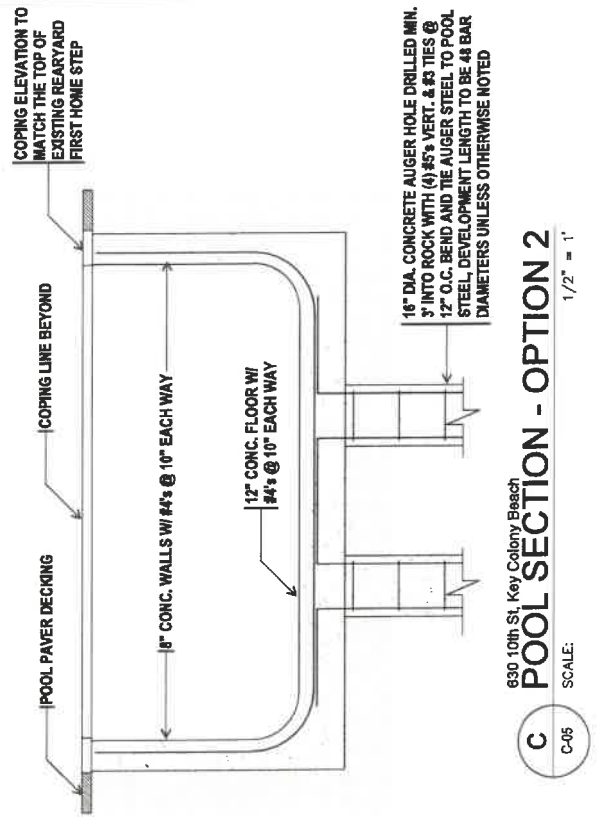 COPING ELEVATION TO
MATCH THE TOP OF
EXISTING REARYARD
FIRST HOME STEP
COPING LINE BEYOND
POOL PAVER DECKING
8" CONC. WALLS W/ #4's @ 10" EACH WAY
12" CONC. FLOOR W/
#4's @ 10" EACH WAY
16" DIA. CONCRETE AUGER HOLE DRILLED MIN.
3' INTO ROCK WITH (4) #5's VERT. & #3 TIES @
12" O.C. BEND AND TIE AUGER STEEL TO POOL
STEEL, DEVELOPMENT LENGTH TO BE 48 BAR
DIAMETERS UNLESS OTHERWISE NOTED
630 10th St, Key Colony Beach
C
C-05
POOL SECTION - OPTION 2
SCALE:
1/2" = 1'